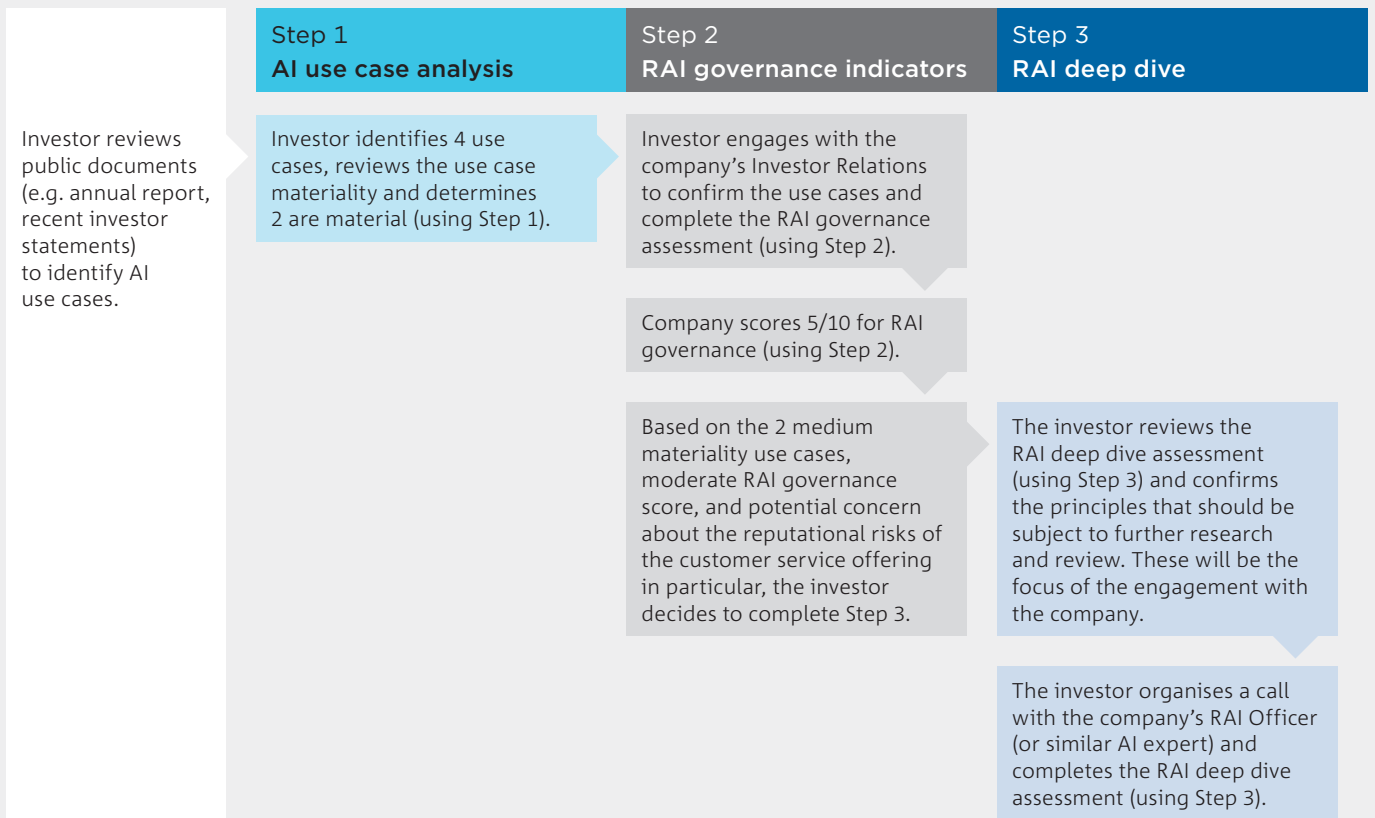 Step 1
AI use case analysis
Step 2
RAI governance indicators
Step 3
RAI deep dive
Investor reviews
public documents
(e.g. annual report,
recent investor
statements)
to identify AI
use cases.
Investor identifies 4 use
cases, reviews the use case
materiality and determines
2 are material (using Step 1).
Investor engages with the
company’s Investor Relations
to confirm the use cases and
complete the RAI governance
assessment (using Step 2).
Company scores 5/10 for RAI
governance (using Step 2).
Based on the 2 medium
materiality use cases,
moderate RAI governance
score, and potential concern
about the reputational risks of
the customer service offering
in particular, the investor
decides to complete Step 3.
The investor reviews the
RAI deep dive assessment
(using Step 3) and confirms
the principles that should be
subject to further research
and review. These will be the
focus of the engagement with
the company.
The investor organises a call
with the company’s RAI Officer
(or similar AI expert) and
completes the RAI deep dive
assessment (using Step 3).